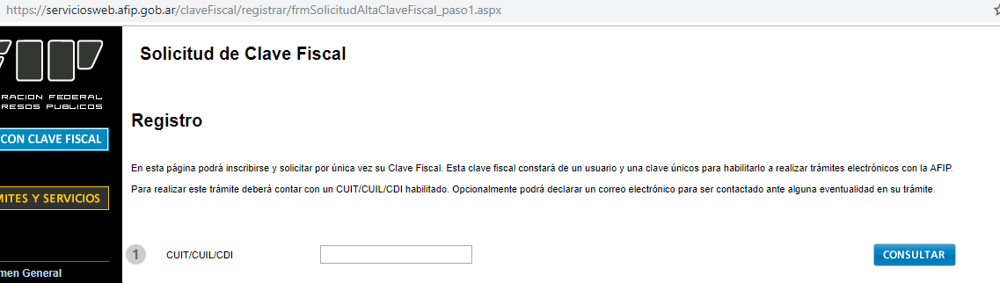 https://serviciosweb.afip.gob.ar/claveFiscal/registrar/frmSolicitudAltaClaveFiscal_paso1.aspx
Solicitud de Clave Fiscal
FIP
RACION FEDERAL
RESOS PUBLICOS
Registro
CON CLAVE FISCAL
En esta página podrá inscribirse y solicitar por única vez su Clave Fiscal. Esta clave fiscal constará de un usuario y una clave únicos para habilitarlo a realizar trámites electrónicos con la AFIP.
Para realizar este trámite deberá contar con un CUIT/CUIL/CDI habilitado. Opcionalmente podrá declarar un correo electrónico para ser contactado ante alguna eventualidad en su trámite.
MITES Y SERVICIOS
1 CUIT/CUIL/CDI CONSULTAR
men General